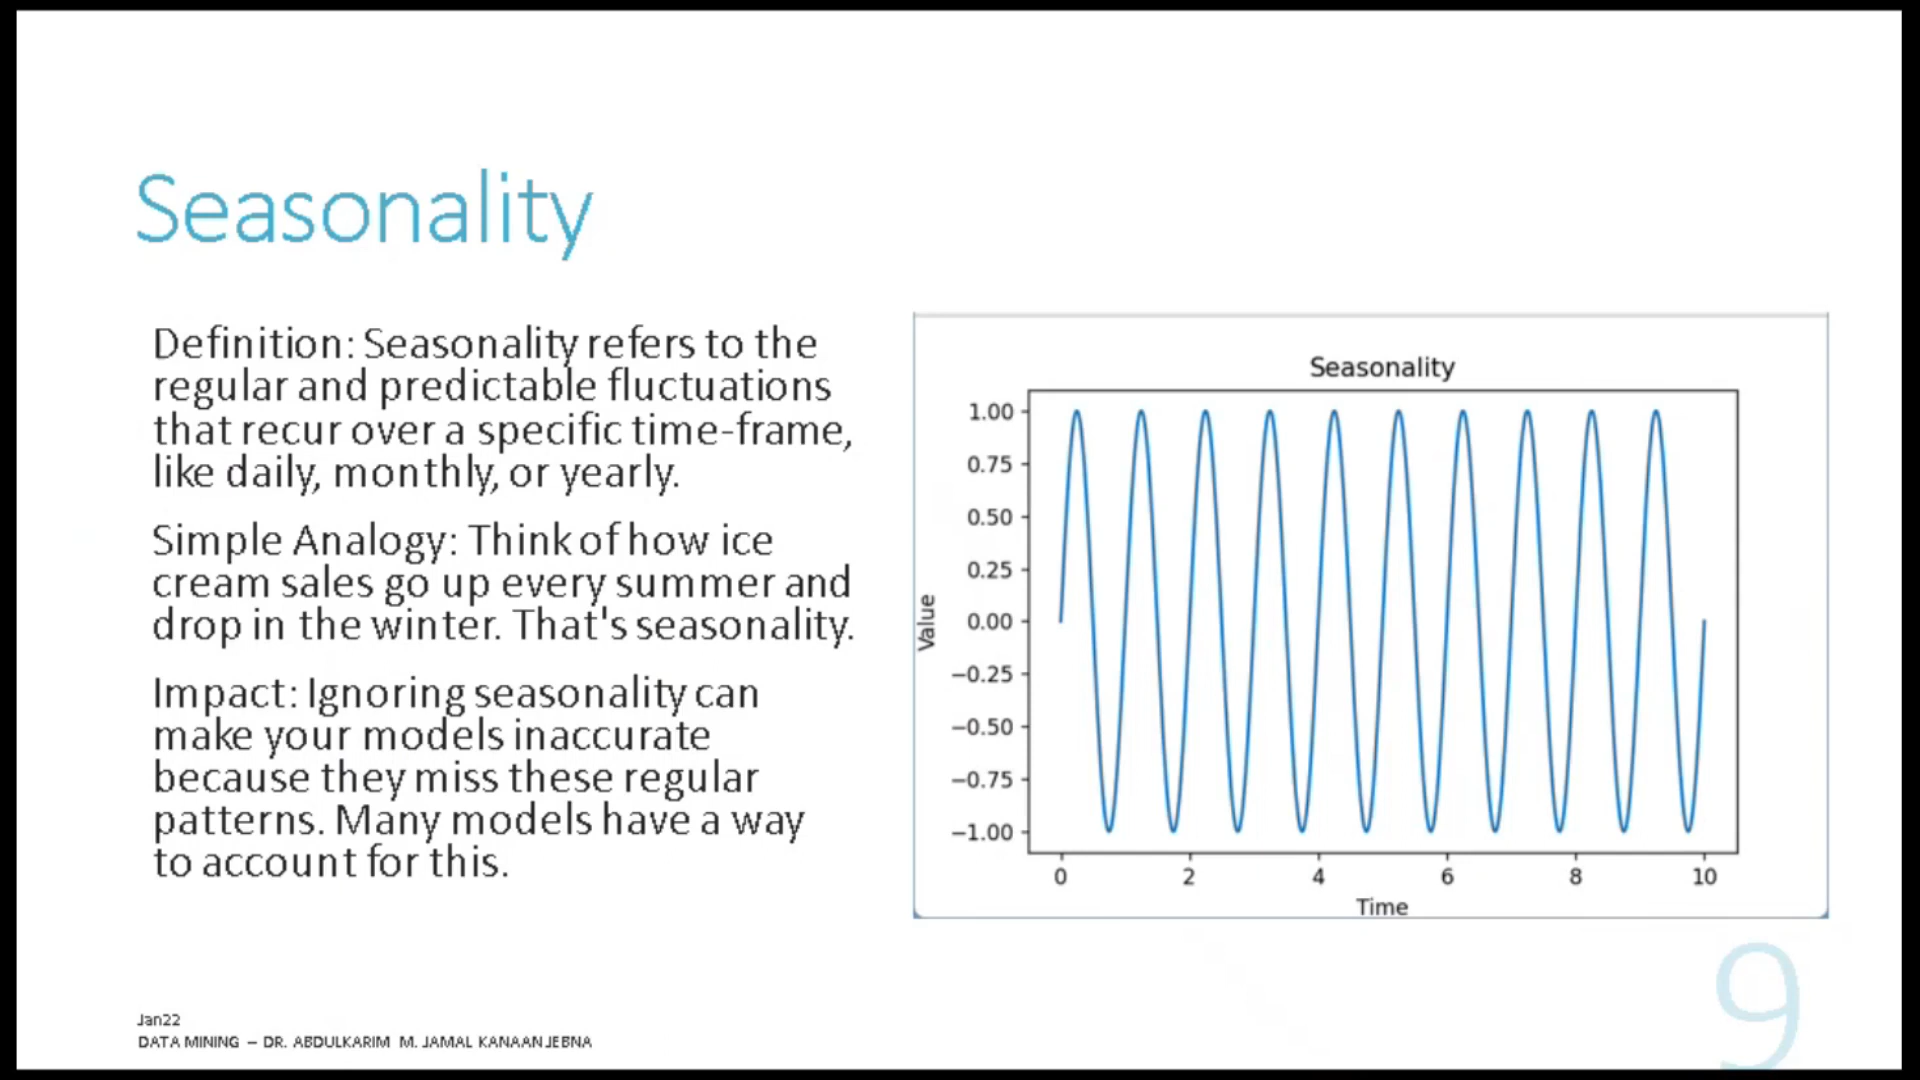 Seasonality
Definition: Seasonality refers to the
regular and predictable fluctuations
that recur over a specific time-frame,
like daily, monthly, or yearly.
Simple Analogy: Think of how ice
cream sales go up every summer and
drop in the winter. That's seasonality.
Impact: Ignoring seasonality can
make your models inaccurate
because they miss these regular
patterns. Many models have a way
to account for this.
Seasonality
1.00
0.75
0.50
0.25
0.00
−0.25
−0.50
−0.75
−1.00
Value
0 2 4 6 8 10
Time
Jan22
DATA MINING – DR. ABDULKARIM M. JAMAL KANAAN JEBNA
9